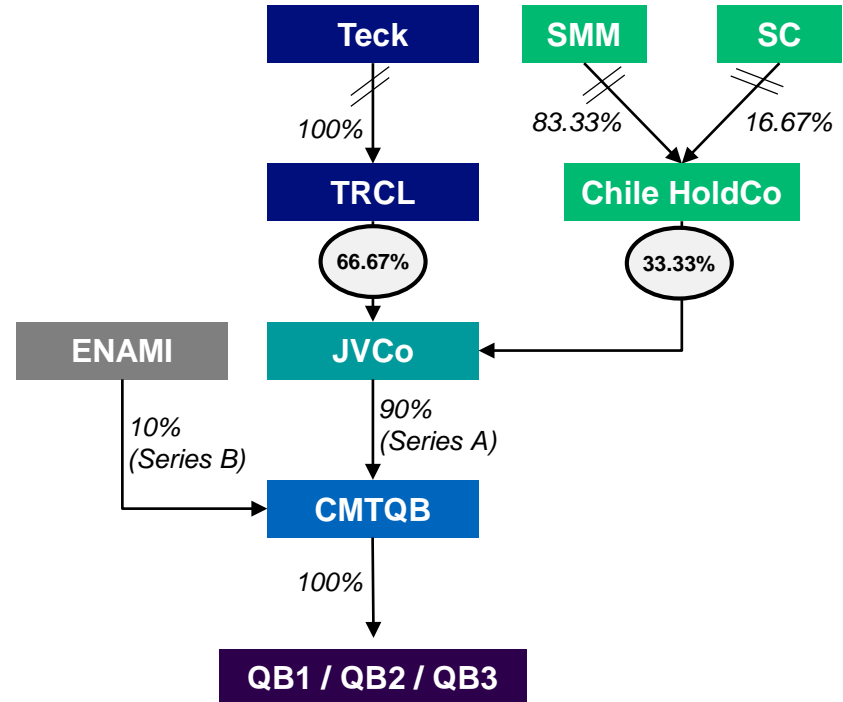 Teck
SMM
SC
100%
83.33%
16.67%
TRCL
Chile HoldCo
66.67%
33.33%
ENAMI
JVCo
10%
(Series B)
90%
(Series A)
CMTQB
100%
QB1 / QB2 / QB3